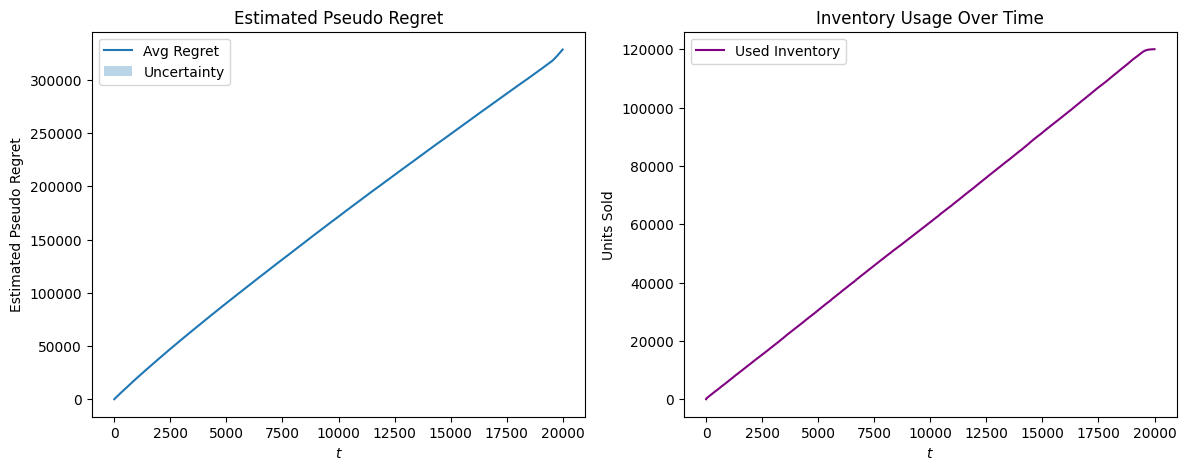 Estimated Pseudo Regret
Avg Regret
Uncertainty
Estimated Pseudo Regret
300000
250000
200000
150000
100000
50000
0
0 2500 5000 7500 10000 12500 15000 17500 20000
t
Inventory Usage Over Time
Used Inventory
Units Sold
120000
100000
80000
60000
40000
20000
0
0 2500 5000 7500 10000 12500 15000 17500 20000
t